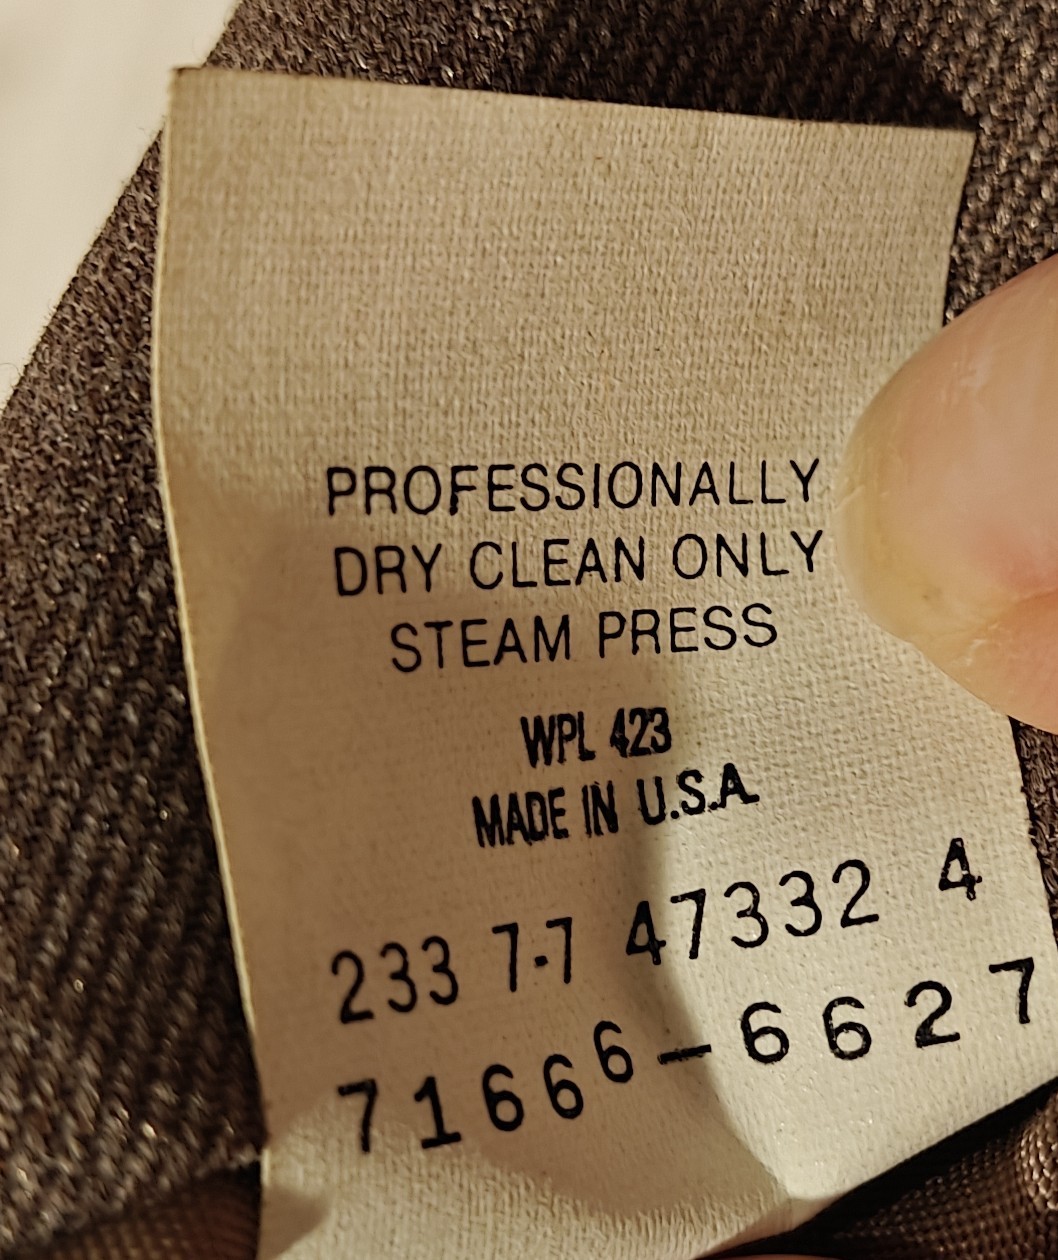 PROFESSIONALLY
DRY CLEAN ONLY
STEAM PRESS
WPL 423
MADE IN U.S.A.
233 7-7 47332 4
71666-6627